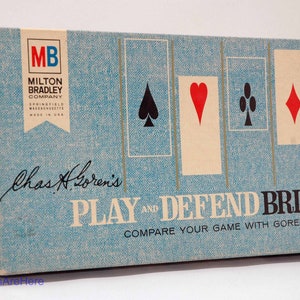 MB
MILTON
BRADLEY
COMPANY
SPRINGFIELD
MASSACHUSETTS
MADE IN U.S.A.
Chas H Goren's
PLAY AND DEFEND BRI
COMPARE YOUR GAME WITH GORE
AreHere